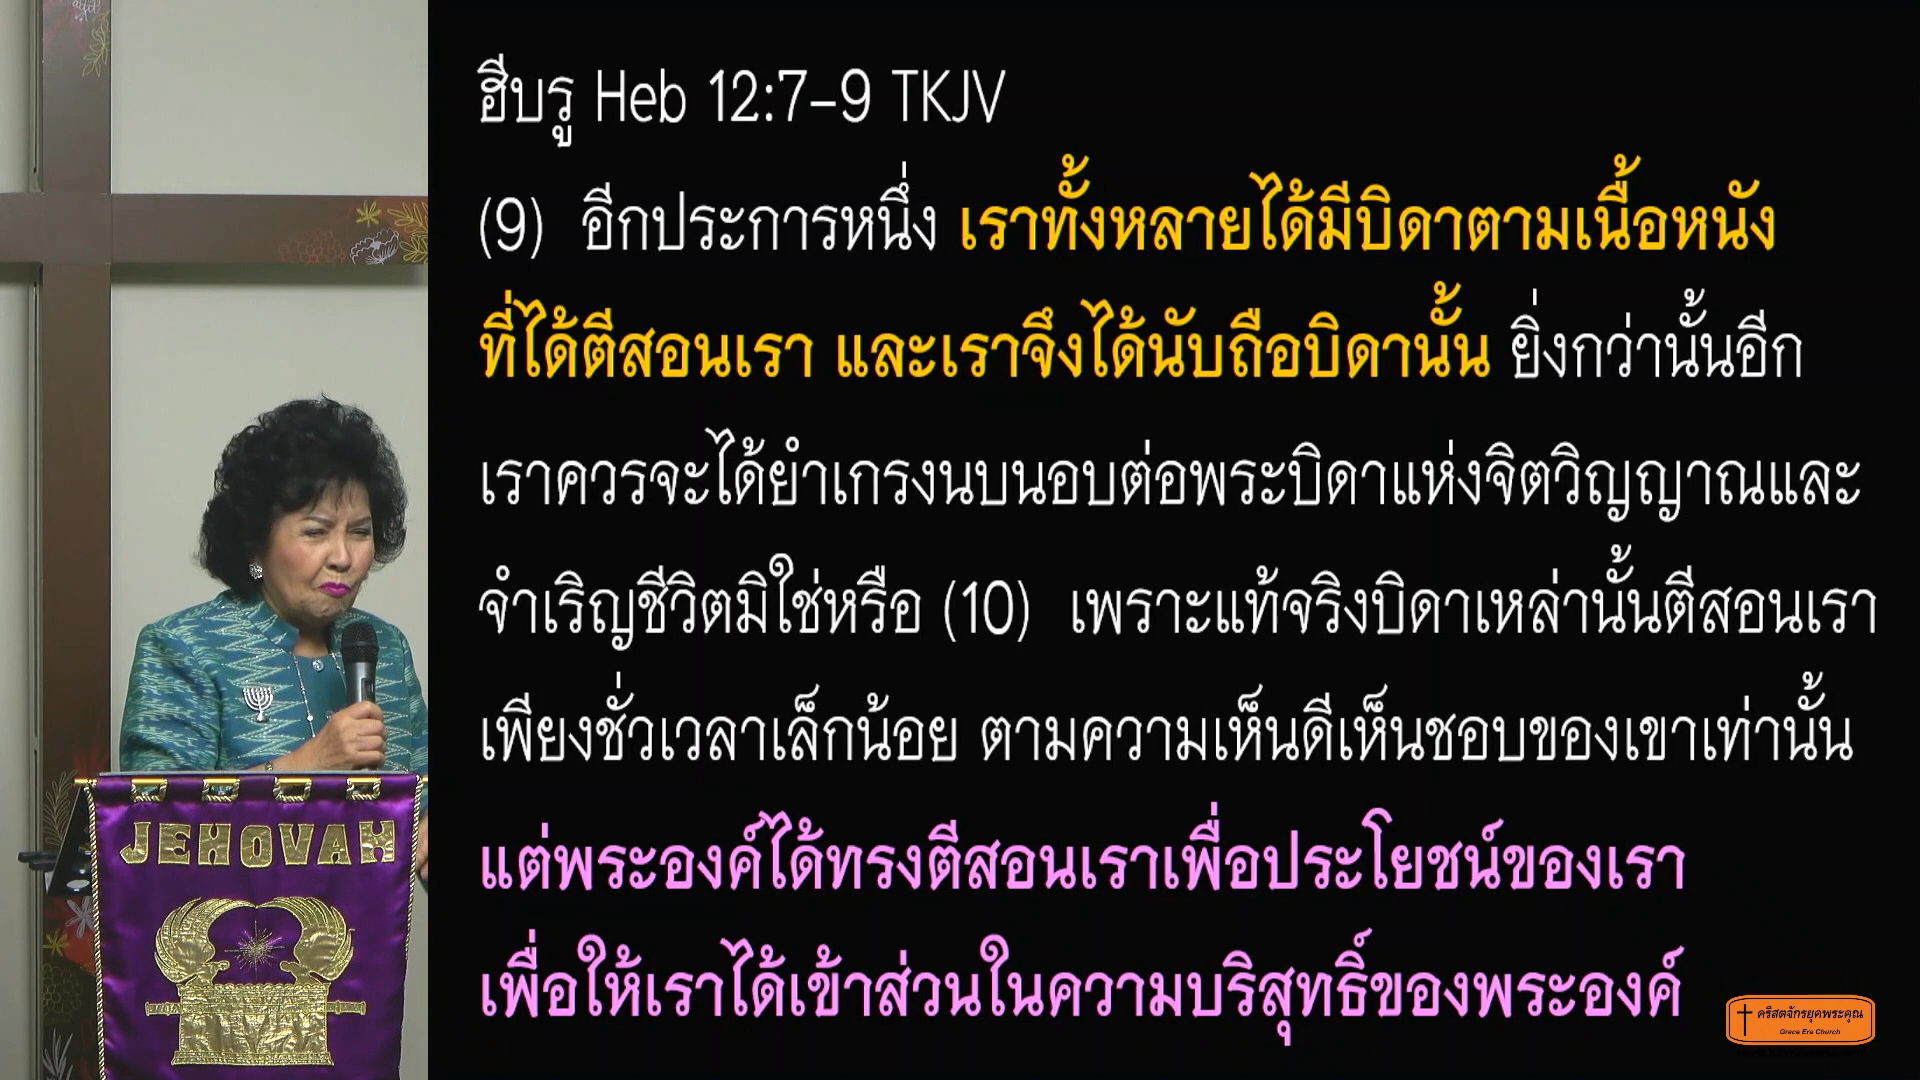 ฮีบรู Heb 12:7-9 TKJV
(9) อีกประการหนึ่ง เราทั้งหลายได้มีบิดาตามเนื้อหนัง
ที่ได้ตีสอนเรา และเราจึงได้นับถือบิดานั้น ยิ่งกว่านั้นอีก
เราควรจะได้ยำเกรงนบนอบต่อพระบิดาแห่งจิตวิญญาณและ
จำเริญชีวิตมิใช่หรือ (10) เพราะแท้จริงบิดาเหล่านั้นตีสอนเรา
เพียงชั่วเวลาเล็กน้อย ตามความเห็นดีเห็นชอบของเขาเท่านั้น
แต่พระองค์ได้ทรงตีสอนเราเพื่อประโยชน์ของเรา
เพื่อให้เราได้เข้าส่วนในความบริสุทธิ์ของพระองค์
JEHOVAH
คริสตจักรยุคพระคุณ
Grace Era Church